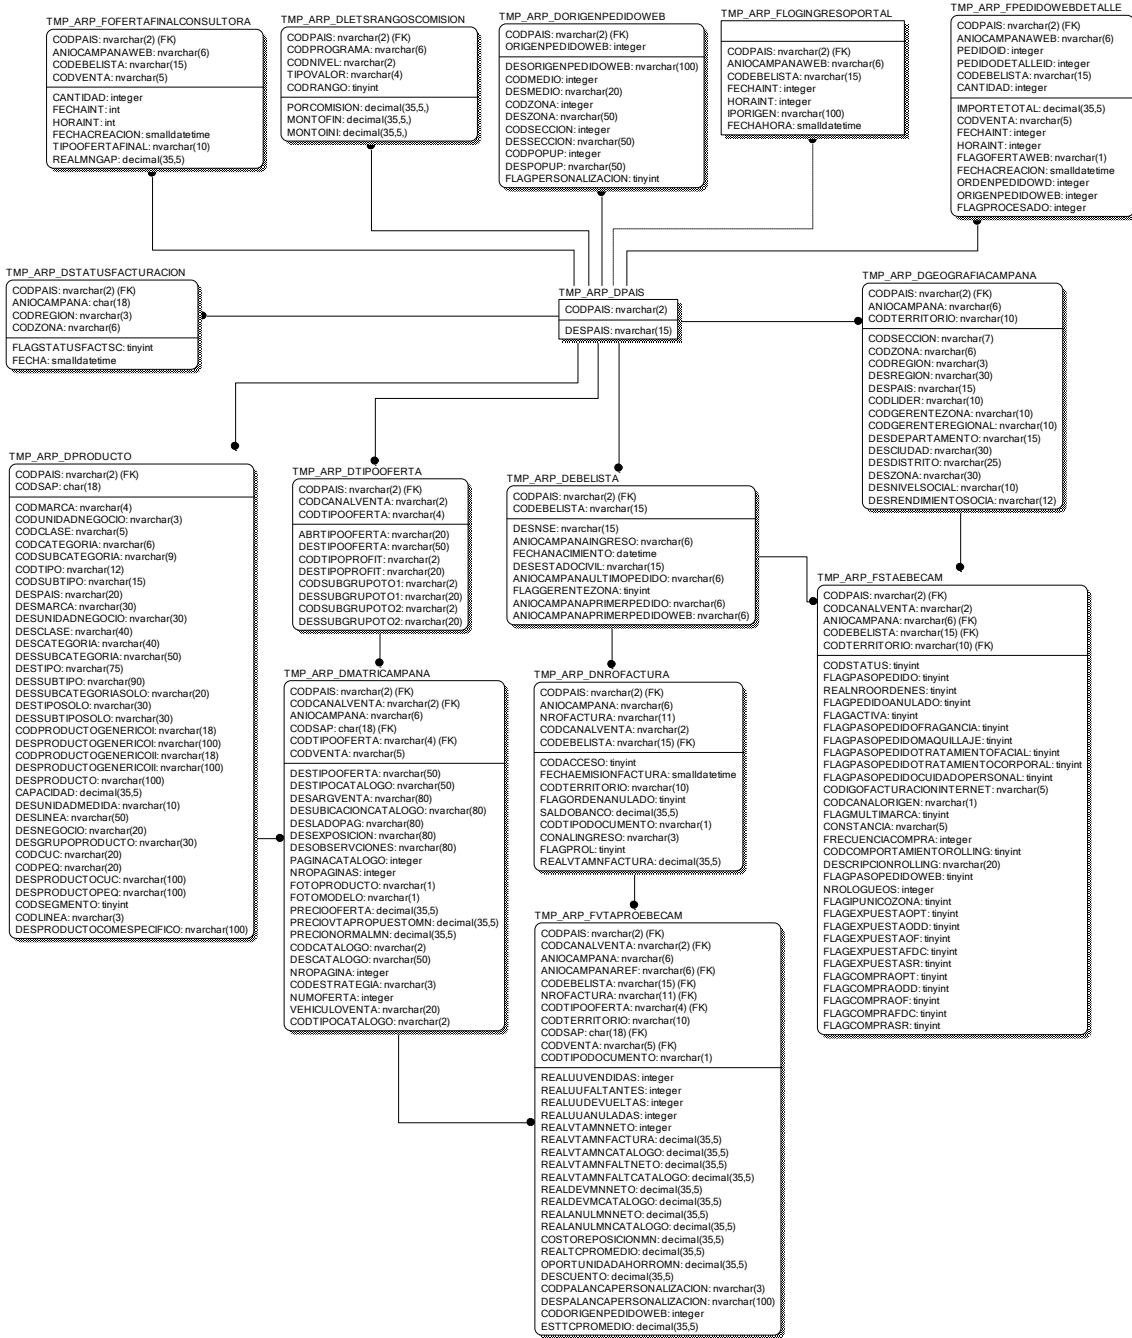 TMP_ARP_FOFERTAFINALCONSULTORA
CODPAIS: nvarchar(2) (FK)
ANIOCAMPANAWEB: nvarchar(6)
CODEBELISTA: nvarchar(15)
CODVENTA: nvarchar(5)
CANTIDAD: integer
FECHAINT: int
HORAINT: int
FECHACREACION: smalldatetime
TIPOOFERTAFINAL: nvarchar(10)
REALMNGAP: decimal(35,5)
TMP_ARP_DLETSRANGOSCOMISION
CODPAIS: nvarchar(2) (FK)
CODPROGRAMA: nvarchar(6)
CODNIVEL: nvarchar(2)
TIPOVALOR: nvarchar(4)
CODRANGO: tinyint
PORCOMISION: decimal(35,5,)
MONTOFIN: decimal(35,5,)
MONTOINI: decimal(35,5,)
TMP_ARP_DORIGENPEDIDOWEB
CODPAIS: nvarchar(2) (FK)
ORIGENPEDIDOWEB: integer
DESORIGENPEDIDOWEB: nvarchar(100)
CODMEDIO: integer
DESMEDIO: nvarchar(20)
CODZONA: integer
DESZONA: nvarchar(50)
CODSECCION: integer
DESSECCION: nvarchar(50)
CODPOPUP: integer
DESPOPUP: nvarchar(50)
FLAGPERSONALIZACION: tinyint
TMP_ARP_FLOGINGRESOPORTAL
CODPAIS: nvarchar(2) (FK)
ANIOCAMPANAWEB: nvarchar(6)
CODEBELISTA: nvarchar(15)
FECHAINT: integer
HORAINT: integer
IPORIGEN: nvarchar(100)
FECHAHORA: smalldatetime
TMP_ARP_FPEDIDOWEBDETALLE
CODPAIS: nvarchar(2) (FK)
ANIOCAMPANAWEB: nvarchar(6)
PEDIDOID: integer
PEDIDODETALLEID: integer
CODEBELISTA: nvarchar(15)
CANTIDAD: integer
IMPORTETOTAL: decimal(35,5)
CODVENTA: nvarchar(5)
FECHAINT: integer
HORAINT: integer
FLAGOFERTAWEB: nvarchar(1)
FECHACREACION: smalldatetime
ORDENPEDIDOWD: integer
ORIGENPEDIDOWEB: integer
FLAGPROCESADO: integer
TMP_ARP_DSTATUSFACTURACION
CODPAIS: nvarchar(2) (FK)
ANIOCAMPANA: char(18)
CODREGION: nvarchar(3)
CODZONA: nvarchar(6)
FLAGSTATUSFACTSC: tinyint
FECHA: smalldatetime
TMP_ARP_DPAIS
CODPAIS: nvarchar(2)
DESPAIS: nvarchar(15)
TMP_ARP_DGEOGRAFIACAMPANA
CODPAIS: nvarchar(2) (FK)
ANIOCAMPANA: nvarchar(6)
CODTERRITORIO: nvarchar(10)
CODSECCION: nvarchar(7)
CODZONA: nvarchar(6)
CODREGION: nvarchar(3)
DESREGION: nvarchar(30)
DESPAIS: nvarchar(15)
CODLIDER: nvarchar(10)
CODGERENTEZONA: nvarchar(10)
CODGERENTEREGIONAL: nvarchar(10)
DESDEPARTAMENTO: nvarchar(15)
DESCIUDAD: nvarchar(30)
DESDISTRITO: nvarchar(25)
DESZONA: nvarchar(30)
DESNIVELSOCIAL: nvarchar(10)
DESRENDIMIENTOSOCIA: nvarchar(12)
TMP_ARP_DPRODUCTO
CODPAIS: nvarchar(2) (FK)
CODSAP: char(18)
CODMARCA: nvarchar(4)
CODUNIDADNEGOCIO: nvarchar(3)
CODCLASE: nvarchar(5)
CODCATEGORIA: nvarchar(6)
CODSUBCATEGORIA: nvarchar(9)
CODTIPO: nvarchar(12)
CODSUBTIPO: nvarchar(15)
DESPAIS: nvarchar(20)
DESMARCA: nvarchar(30)
DESUNIDADNEGOCIO: nvarchar(30)
DESCLASE: nvarchar(40)
DESCATEGORIA: nvarchar(40)
DESSUBCATEGORIA: nvarchar(50)
DESTIPO: nvarchar(75)
DESSUBTIPO: nvarchar(90)
DESSUBCATEGORIASOLO: nvarchar(20)
DESTIPOSOLO: nvarchar(30)
DESSUBTIPOSOLO: nvarchar(30)
CODPRODUCTOGENERICOI: nvarchar(18)
DESPRODUCTOGENERICOI: nvarchar(100)
CODPRODUCTOGENERICOII: nvarchar(18)
DESPRODUCTOGENERICOII: nvarchar(100)
DESPRODUCTO: nvarchar(100)
CAPACIDAD: decimal(35,5)
DESUNIDADMEDIDA: nvarchar(10)
DESLINEA: nvarchar(50)
DESNEGOCIO: nvarchar(20)
DESGRUPOPRODUCTO: nvarchar(30)
CODCUC: nvarchar(20)
CODPEQ: nvarchar(20)
DESPRODUCTOCUC: nvarchar(100)
DESPRODUCTOPEQ: nvarchar(100)
CODSEGMENTO: tinyint
CODLINEA: nvarchar(3)
DESPRODUCTOCOMESPECIFICO: nvarchar(100)
TMP_ARP_DTIPOOFERTA
CODPAIS: nvarchar(2) (FK)
CODCANALVENTA: nvarchar(2)
CODTIPOOFERTA: nvarchar(4)
ABRTIPOOFERTA: nvarchar(20)
DESTIPOOFERTA: nvarchar(50)
CODTIPOPROFIT: nvarchar(2)
DESTIPOPROFIT: nvarchar(20)
CODSUBGRUPOTO1: nvarchar(2)
DESSUBGRUPOTO1: nvarchar(20)
CODSUBGRUPOTO2: nvarchar(2)
DESSUBGRUPOTO2: nvarchar(20)
TMP_ARP_DEBELISTA
CODPAIS: nvarchar(2) (FK)
CODEBELISTA: nvarchar(15)
DESNSE: nvarchar(15)
ANIOCAMPANAINGRESO: nvarchar(6)
FECHANACIMIENTO: datetime
DESESTADOCIVIL: nvarchar(15)
ANIOCAMPANAULTIMOPEDIDO: nvarchar(6)
FLAGGERENTEZONA: tinyint
ANIOCAMPANAPRIMERPEDIDO: nvarchar(6)
ANIOCAMPANAPRIMERPEDIDOWEB: nvarchar(6)
TMP_ARP_FSTAEBECAM
CODPAIS: nvarchar(2) (FK)
CODCANALVENTA: nvarchar(2)
ANIOCAMPANA: nvarchar(6) (FK)
CODEBELISTA: nvarchar(15) (FK)
CODTERRITORIO: nvarchar(10) (FK)
CODSTATUS: tinyint
FLAGPASOPEDIDO: tinyint
REALNROORDENES: tinyint
FLAGPEDIDOANULADO: tinyint
FLAGACTIVA: tinyint
FLAGPASOPEDIDOFRAGANCIA: tinyint
FLAGPASOPEDIDOMAQUILLAJE: tinyint
FLAGPASOPEDIDOTRATAMIENTOFACIAL: tinyint
FLAGPASOPEDIDOTRATAMIENTOCORPORAL: tinyint
FLAGPASOPEDIDOCUIDADOPERSONAL: tinyint
CODIGOFACTURACIONINTERNET: nvarchar(5)
CODCANALORIGEN: nvarchar(1)
FLAGMULTIMARCA: tinyint
CONSTANCIA: nvarchar(5)
FRECUENCIACOMPRA: integer
CODCOMPORTAMIENTOROLLING: tinyint
DESCRIPCIONROLLING: nvarchar(20)
FLAGPASOPEDIDOWEB: tinyint
NROLOGUEOS: integer
FLAGIPUNICOZONA: tinyint
FLAGEXPUESTAOPT: tinyint
FLAGEXPUESTAODD: tinyint
FLAGEXPUESTAOF: tinyint
FLAGEXPUESTAFDC: tinyint
FLAGEXPUESTASR: tinyint
FLAGCOMPRAOPT: tinyint
FLAGCOMPRAODD: tinyint
FLAGCOMPRAOF: tinyint
FLAGCOMPRAFDC: tinyint
FLAGCOMPRASR: tinyint
TMP_ARP_DMATRICAMPANA
CODPAIS: nvarchar(2) (FK)
CODCANALVENTA: nvarchar(2) (FK)
ANIOCAMPANA: nvarchar(6)
CODSAP: char(18) (FK)
CODTIPOOFERTA: nvarchar(4) (FK)
CODVENTA: nvarchar(5)
DESTIPOOFERTA: nvarchar(50)
DESTIPOCATALOGO: nvarchar(50)
DESARGVENTA: nvarchar(80)
DESUBICACIONCATALOGO: nvarchar(80)
DESLADOPAG: nvarchar(80)
DESEXPOSICION: nvarchar(80)
DESOBSERVCIONES: nvarchar(80)
PAGINACATALOGO: integer
NROPAGINAS: integer
FOTOPRODUCTO: nvarchar(1)
FOTOMODELO: nvarchar(1)
PRECIOOFERTA: decimal(35,5)
PRECIOVTAPROPUESTOMN: decimal(35,5)
PRECIONORMALMN: decimal(35,5)
CODCATALOGO: nvarchar(2)
DESCATALOGO: nvarchar(50)
NROPAGINA: integer
CODESTRATEGIA: nvarchar(3)
NUMOFERTA: integer
VEHICULOVENTA: nvarchar(20)
CODTIPOCATALOGO: nvarchar(2)
TMP_ARP_DNROFACTURA
CODPAIS: nvarchar(2) (FK)
ANIOCAMPANA: nvarchar(6)
NROFACTURA: nvarchar(11)
CODCANALVENTA: nvarchar(2)
CODEBELISTA: nvarchar(15) (FK)
CODACCESO: tinyint
FECHAEMISIONFACTURA: smalldatetime
CODTERRITORIO: nvarchar(10)
FLAGORDENANULADO: tinyint
SALDOBANCO: decimal(35,5)
CODTIPODOCUMENTO: nvarchar(1)
CONALINGRESO: nvarchar(3)
FLAGPROL: tinyint
REALVTAMNFACTURA: decimal(35,5)
TMP_ARP_FVTAPROEBECAM
CODPAIS: nvarchar(2) (FK)
CODCANALVENTA: nvarchar(2) (FK)
ANIOCAMPANA: nvarchar(6)
ANIOCAMPANAREF: nvarchar(6) (FK)
CODEBELISTA: nvarchar(15) (FK)
NROFACTURA: nvarchar(11) (FK)
CODTIPOOFERTA: nvarchar(4) (FK)
CODTERRITORIO: nvarchar(10)
CODSAP: char(18) (FK)
CODVENTA: nvarchar(5) (FK)
CODTIPODOCUMENTO: nvarchar(1)
REALUUVENDIDAS: integer
REALUUFALTANTES: integer
REALUUDEVUELTAS: integer
REALUUANULADAS: integer
REALVTAMNNETO: integer
REALVTAMNFACTURA: decimal(35,5)
REALVTAMNCATALOGO: decimal(35,5)
REALVTAMNFALTNETO: decimal(35,5)
REALVTAMNFALTCATALOGO: decimal(35,5)
REALDEVMNNETO: decimal(35,5)
REALDEVMCATALOGO: decimal(35,5)
REALANULMNNETO: decimal(35,5)
REALANULMNCATALOGO: decimal(35,5)
COSTOREPOSICIONMN: decimal(35,5)
REALTCPROMEDIO: decimal(35,5)
OPORTUNIDADAHORROMN: decimal(35,5)
DESCUENTO: decimal(35,5)
CODPALANCAPERSONALIZACION: nvarchar(3)
DESPALANCAPERSONALIZACION: nvarchar(100)
CODORIGENPEDIDOWEB: integer
ESTTCPROMEDIO: decimal(35,5)